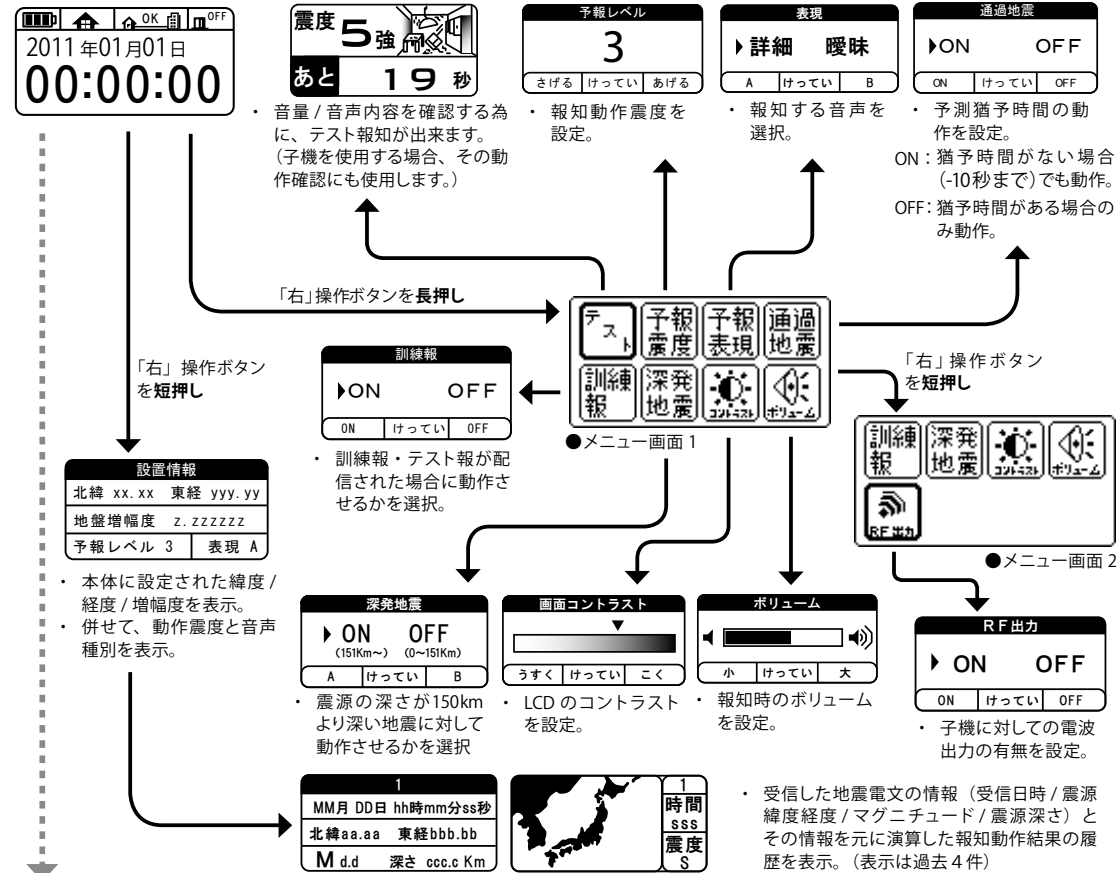 OK
OFF
2011 年01月01日
00:00:00
震度 5強
あと 19 秒
・ 音量 / 音声内容を確認する為
に、テスト報知が出来ます。
(子機を使用する場合、その動
作確認にも使用します。)
予報レベル
3
さげる けってい あげる
・ 報知動作震度を
設定。
表現
詳細 曖昧
A けってい B
・ 報知する音声を
選択。
通過地震
ON OFF
ON けってい OFF
・ 予測猶予時間の動
作を設定。
ON：猶予時間がない場合
(-10秒まで)でも動作。
OFF：猶予時間がある場合の
み動作。
「右」操作ボタンを長押し
テスト
予報震度
予報表現
通過地震
訓練報
深発地震
コントラスト
ボリューム
●メニュー画面 1
訓練報
ON OFF
ON けってい OFF
・ 訓練報・テスト報が配
信された場合に動作さ
せるかを選択。
「右」操作ボタン
を短押し
「右」操作ボタン
を短押し
訓練報
深発地震
コントラスト
ボリューム
RF出力
●メニュー画面 2
設置情報
北緯 xx.xx 東経 yyy.yy
地盤増幅度 z.zzzzzz
予報レベル 3 表現 A
・ 本体に設定された緯度 /
経度 / 増幅度を表示。
・ 併せて、動作震度と音声
種別を表示。
深発地震
ON OFF
(151Km〜) (0〜151Km)
A けってい B
・ 震源の深さが150km
より深い地震に対して
動作させるかを選択
画面コントラスト
うすく けってい こく
・ LCD のコントラスト
を設定。
ボリューム
小 けってい 大
・ 報知時のボリューム
を設定。
RF出力
ON OFF
ON けってい OFF
・ 子機に対しての電波
出力の有無を設定。
1
MM月 DD日 hh時mm分ss秒
北緯aa.aa 東経bbb.bb
M d.d 深さ ccc.c Km
1
時間
sss
震度
S
・ 受信した地震電文の情報（受信日時 / 震源
緯度経度 / マグニチュード / 震源深さ）と
その情報を元に演算した報知動作結果の履
歴を表示。（表示は過去４件）